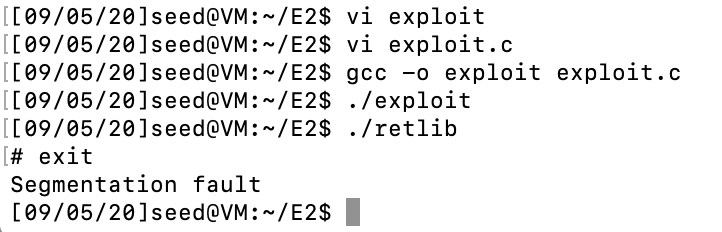 [[09/05/20]seed@VM:~/E2$ vi exploit
[[09/05/20]seed@VM:~/E2$ vi exploit.c
[[09/05/20]seed@VM:~/E2$ gcc -o exploit exploit.c
[[09/05/20]seed@VM:~/E2$ ./exploit
[[09/05/20]seed@VM:~/E2$ ./retlib
[# exit
Segmentation fault
[09/05/20]seed@VM:~/E2$